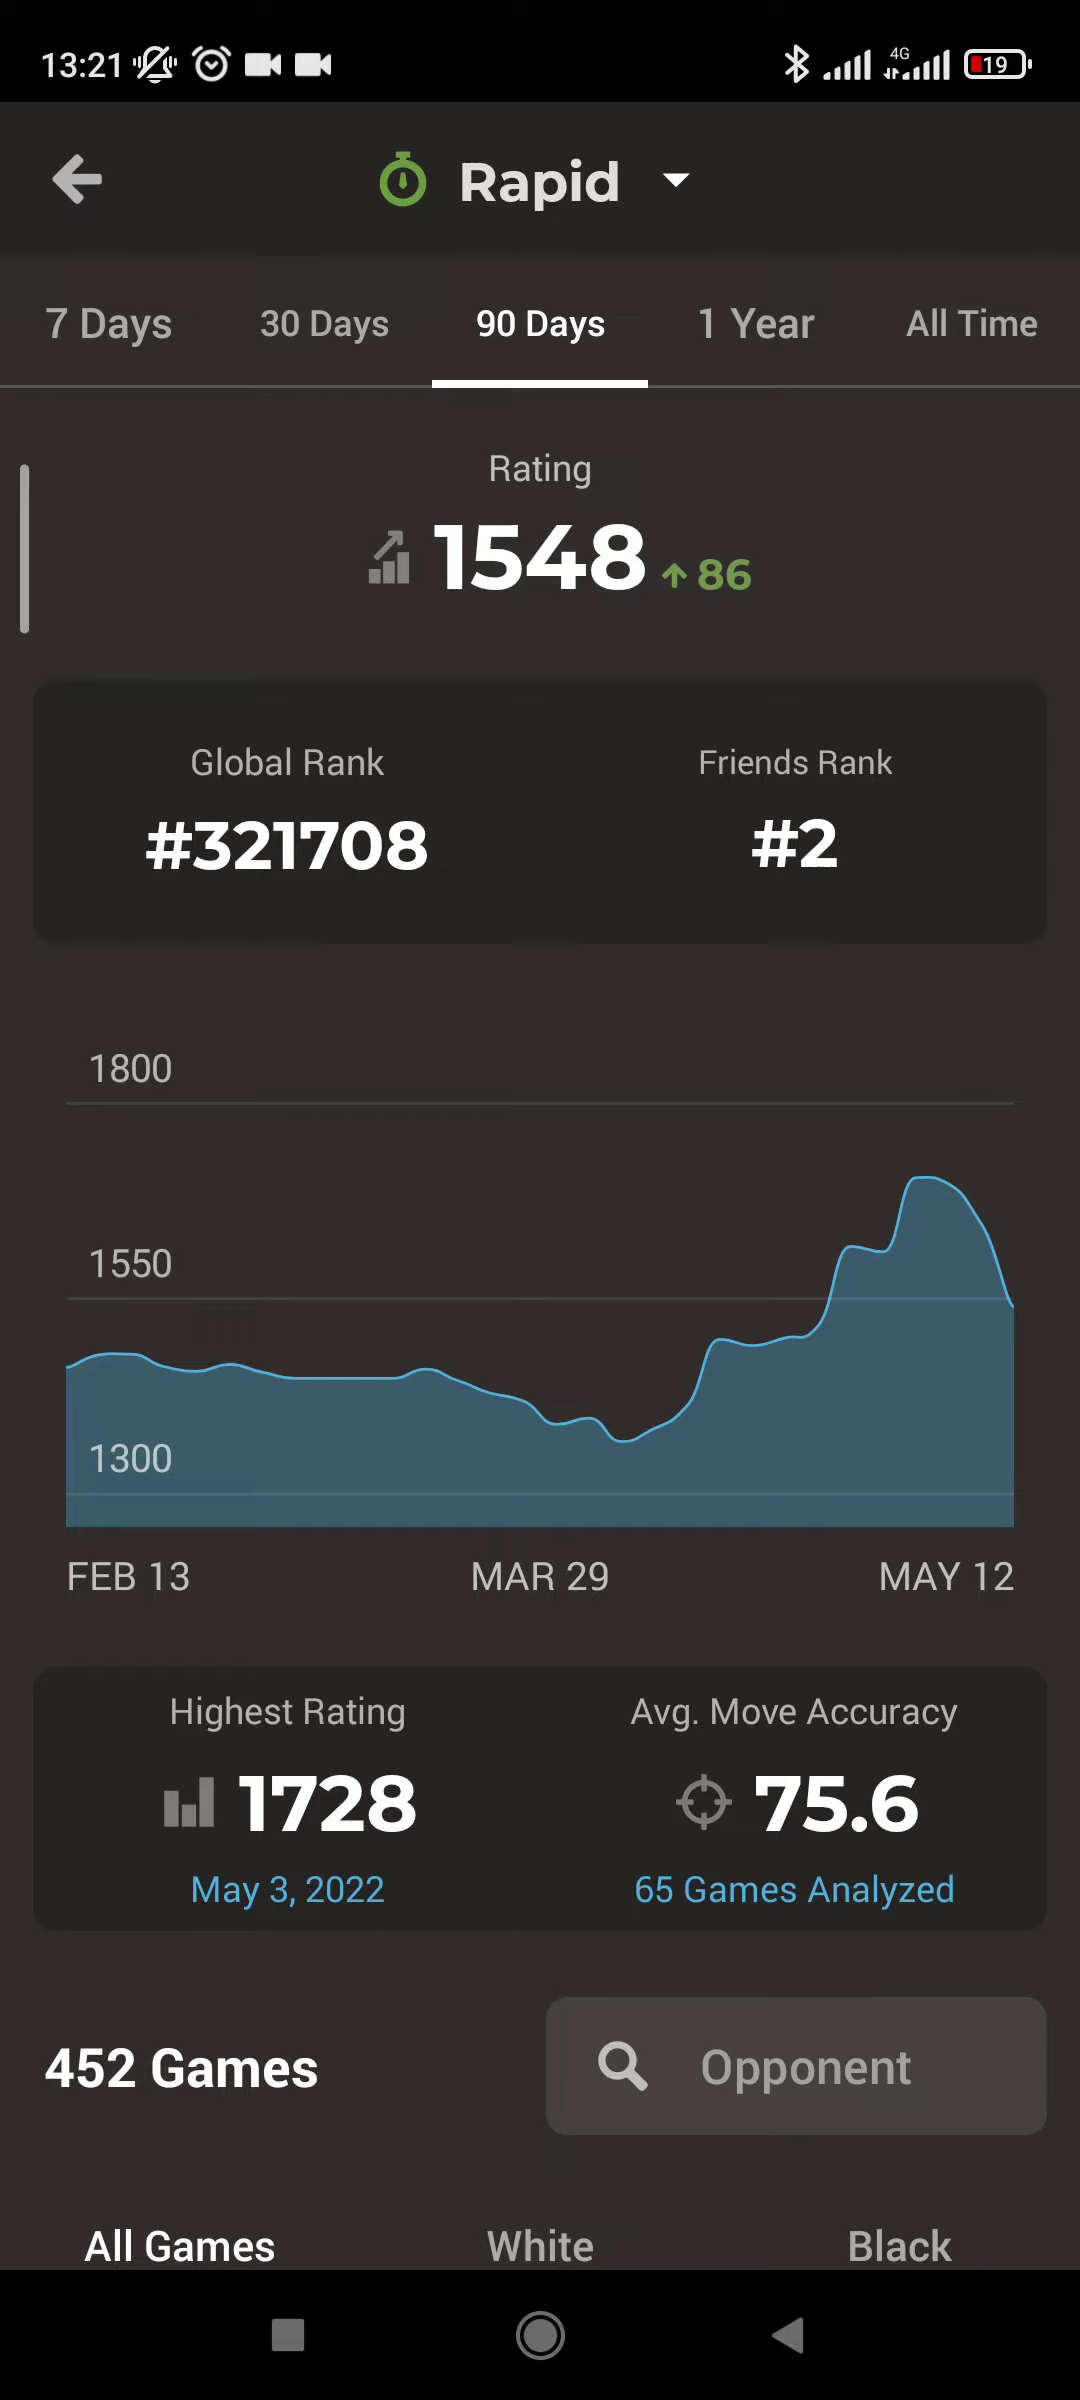 13:21 4G 19
Rapid
7 Days 30 Days 90 Days 1 Year All Time
Rating
1548 86
Global Rank Friends Rank
#321708 #2
1800
1550
1300
FEB 13 MAR 29 MAY 12
Highest Rating Avg. Move Accuracy
1728 75.6
May 3, 2022 65 Games Analyzed
452 Games Opponent
All Games White Black